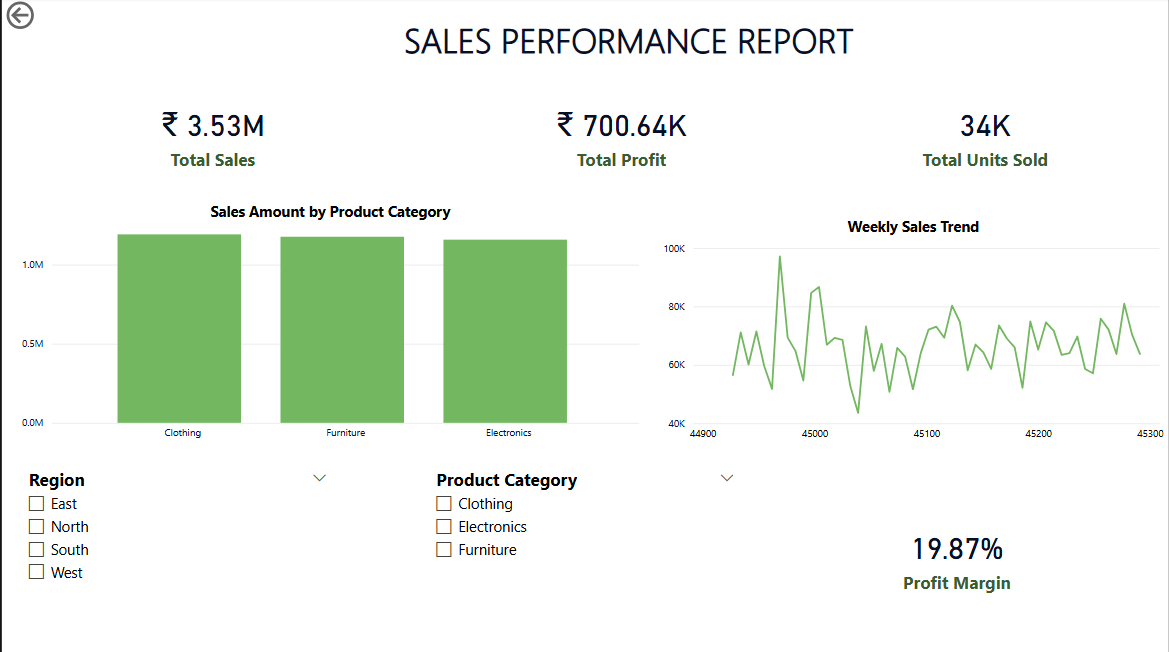 SALES PERFORMANCE REPORT
₹ 3.53M
Total Sales
₹ 700.64K
Total Profit
34K
Total Units Sold
Sales Amount by Product Category
1.0M
0.5M
0.0M
Clothing
Furniture
Electronics
Weekly Sales Trend
100K
80K
60K
40K
44900
45000
45100
45200
45300
Region
East
North
South
West
Product Category
Clothing
Electronics
Furniture
19.87%
Profit Margin